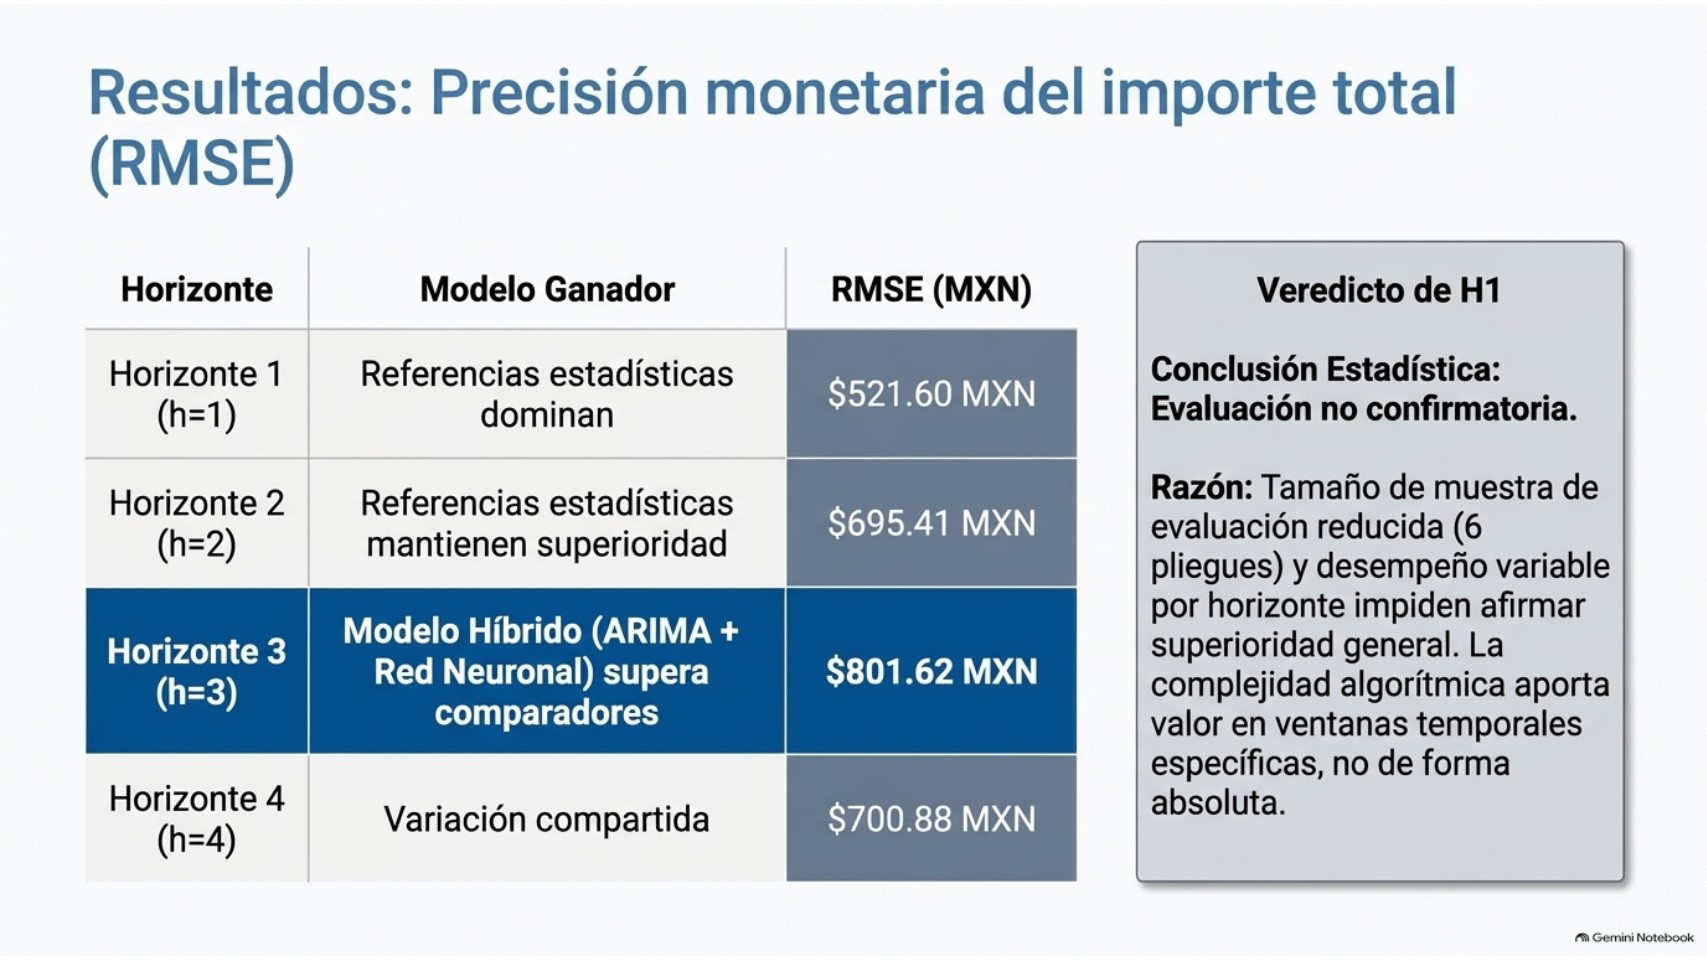 Resultados: Precisión monetaria del importe total
(RMSE)
Horizonte
Modelo Ganador
RMSE (MXN)
Horizonte 1
(h=1)
Referencias estadísticas
dominan
$521.60 MXN
Horizonte 2
(h=2)
Referencias estadísticas
mantienen superioridad
$695.41 MXN
Horizonte 3
(h=3)
Modelo Híbrido (ARIMA +
Red Neuronal) supera
comparadores
$801.62 MXN
Horizonte 4
(h=4)
Variación compartida
$700.88 MXN
Veredicto de H1
Conclusión Estadística:
Evaluación no confirmatoria.
Razón: Tamaño de muestra de
evaluación reducida (6
pliegues) y desempeño variable
por horizonte impiden afirmar
superioridad general. La
complejidad algorítmica aporta
valor en ventanas temporales
específicas, no de forma
absoluta.
Gemini Notebook